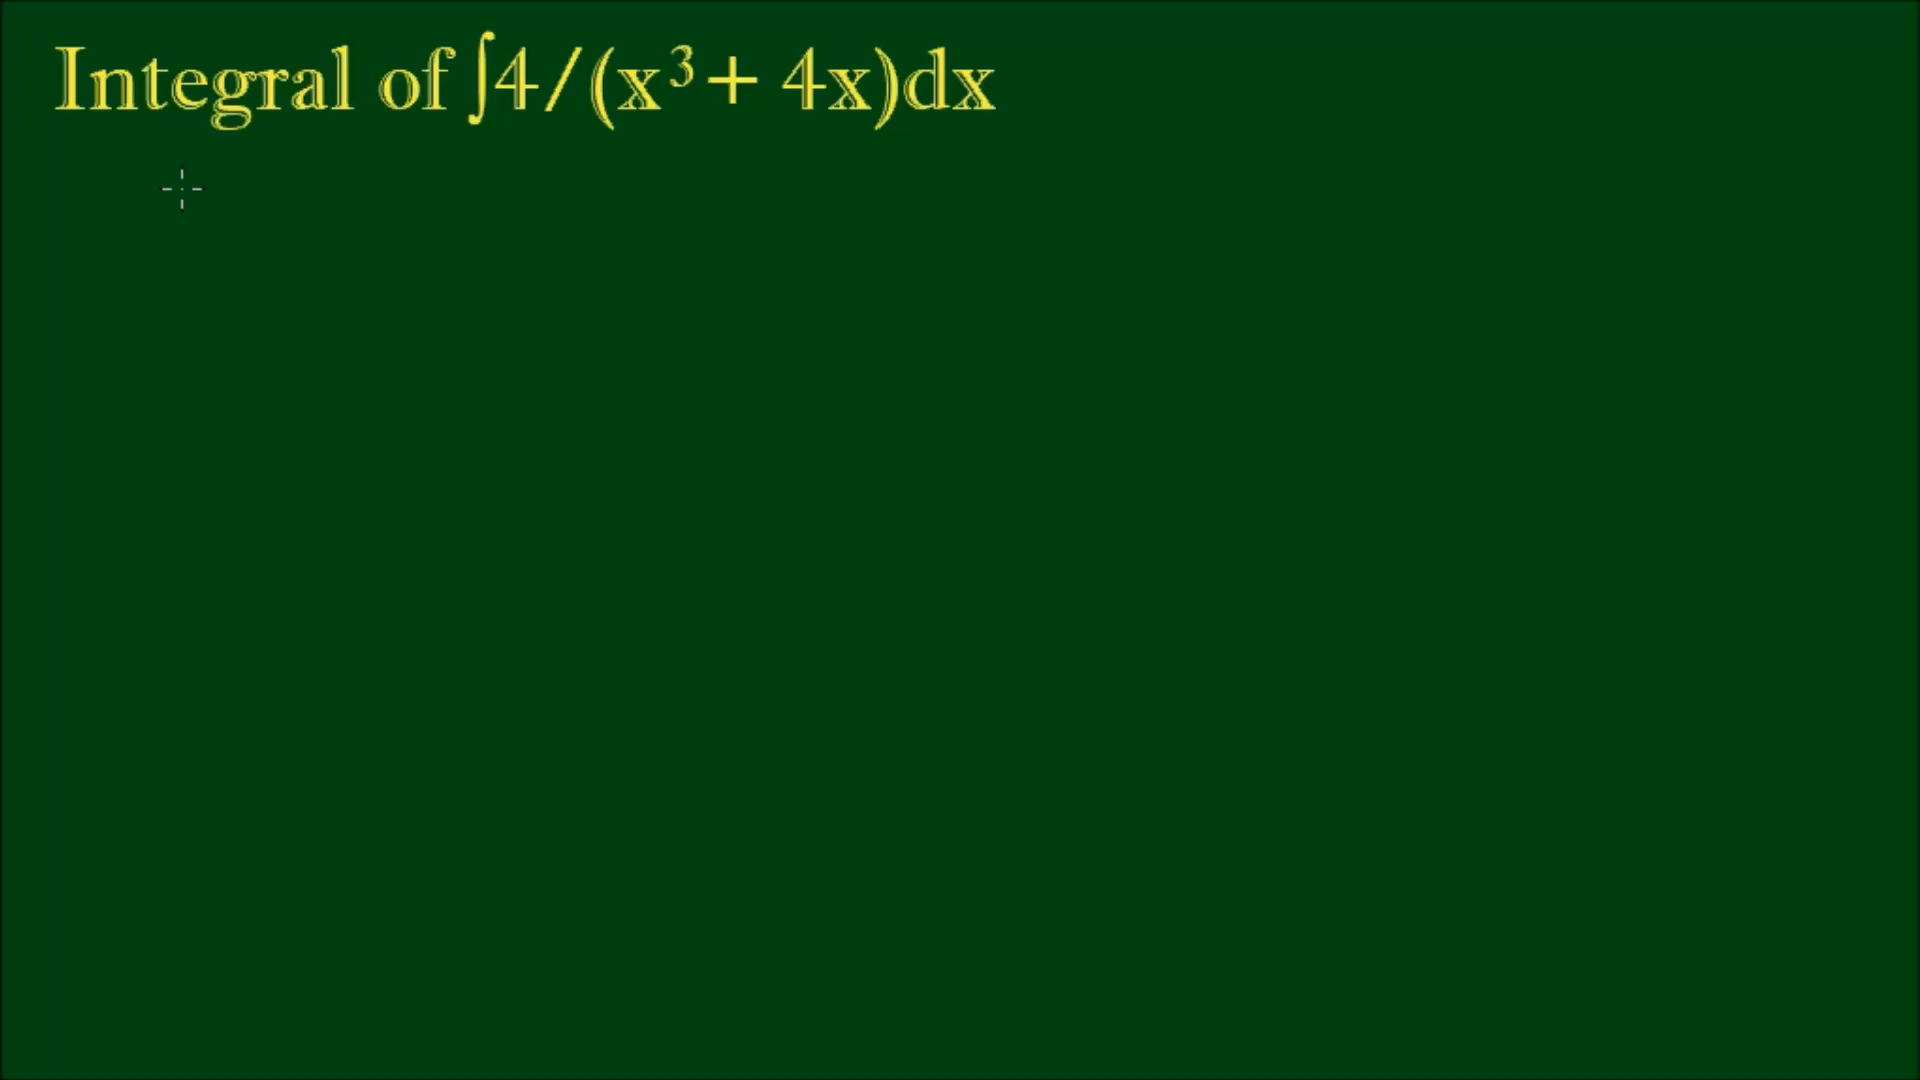 Integral of ∫4/(x³+ 4x)dx